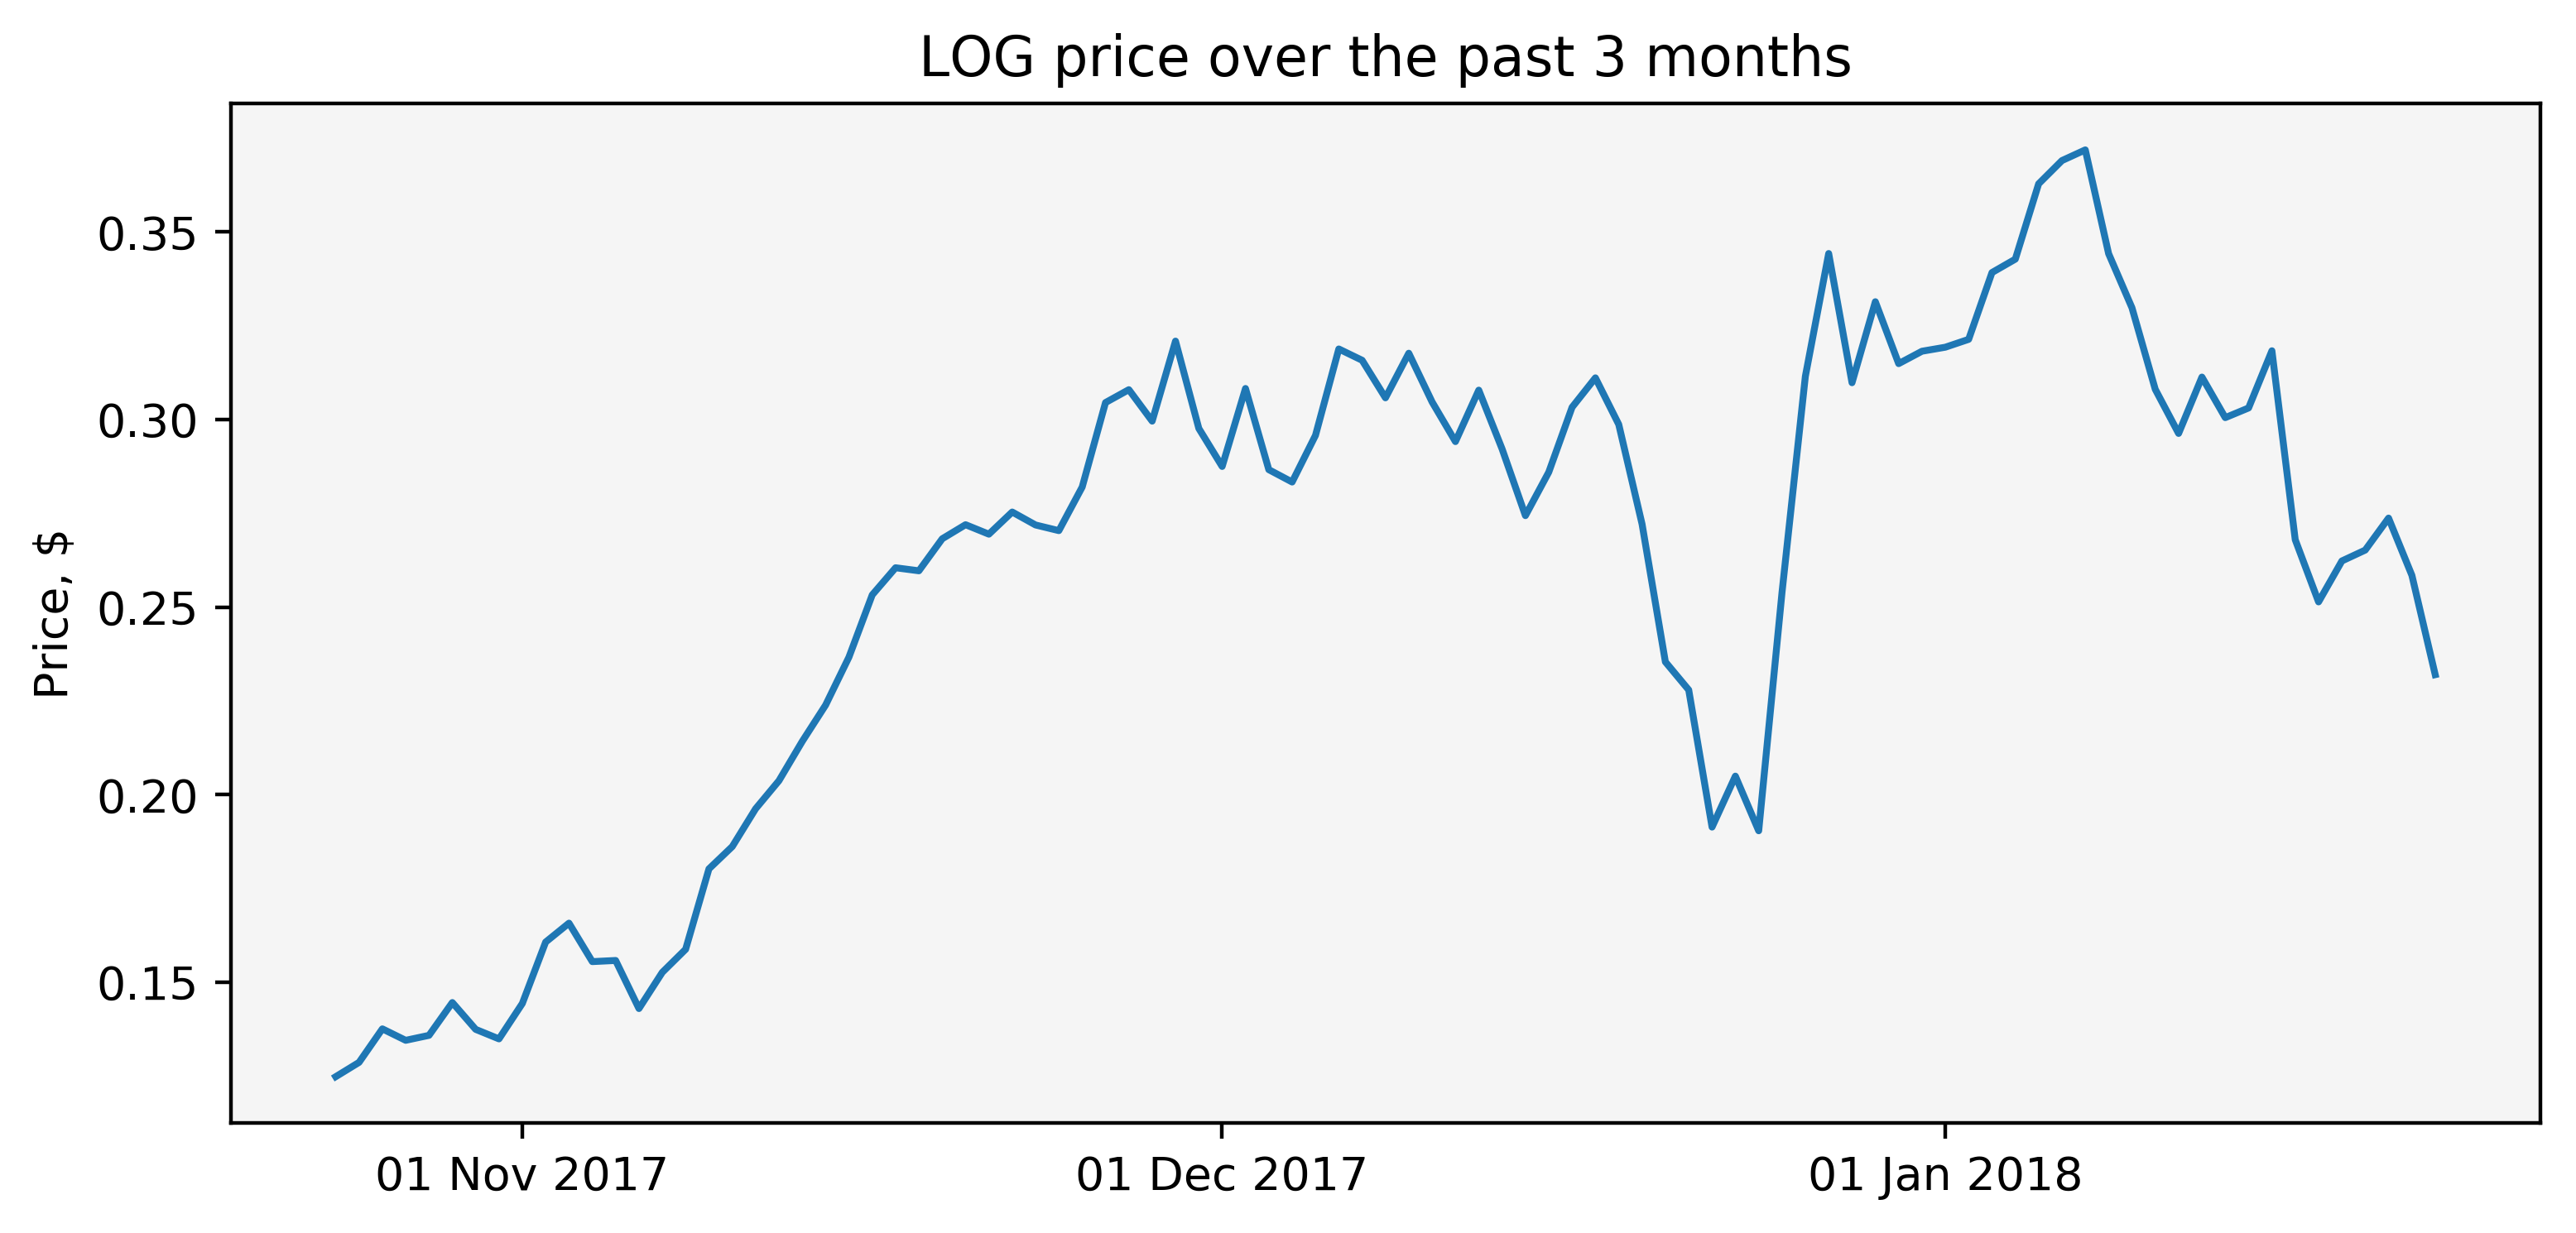 LOG price over the past 3 months
Price, $
0.35
0.30
0.25
0.20
0.15
01 Nov 2017
01 Dec 2017
01 Jan 2018